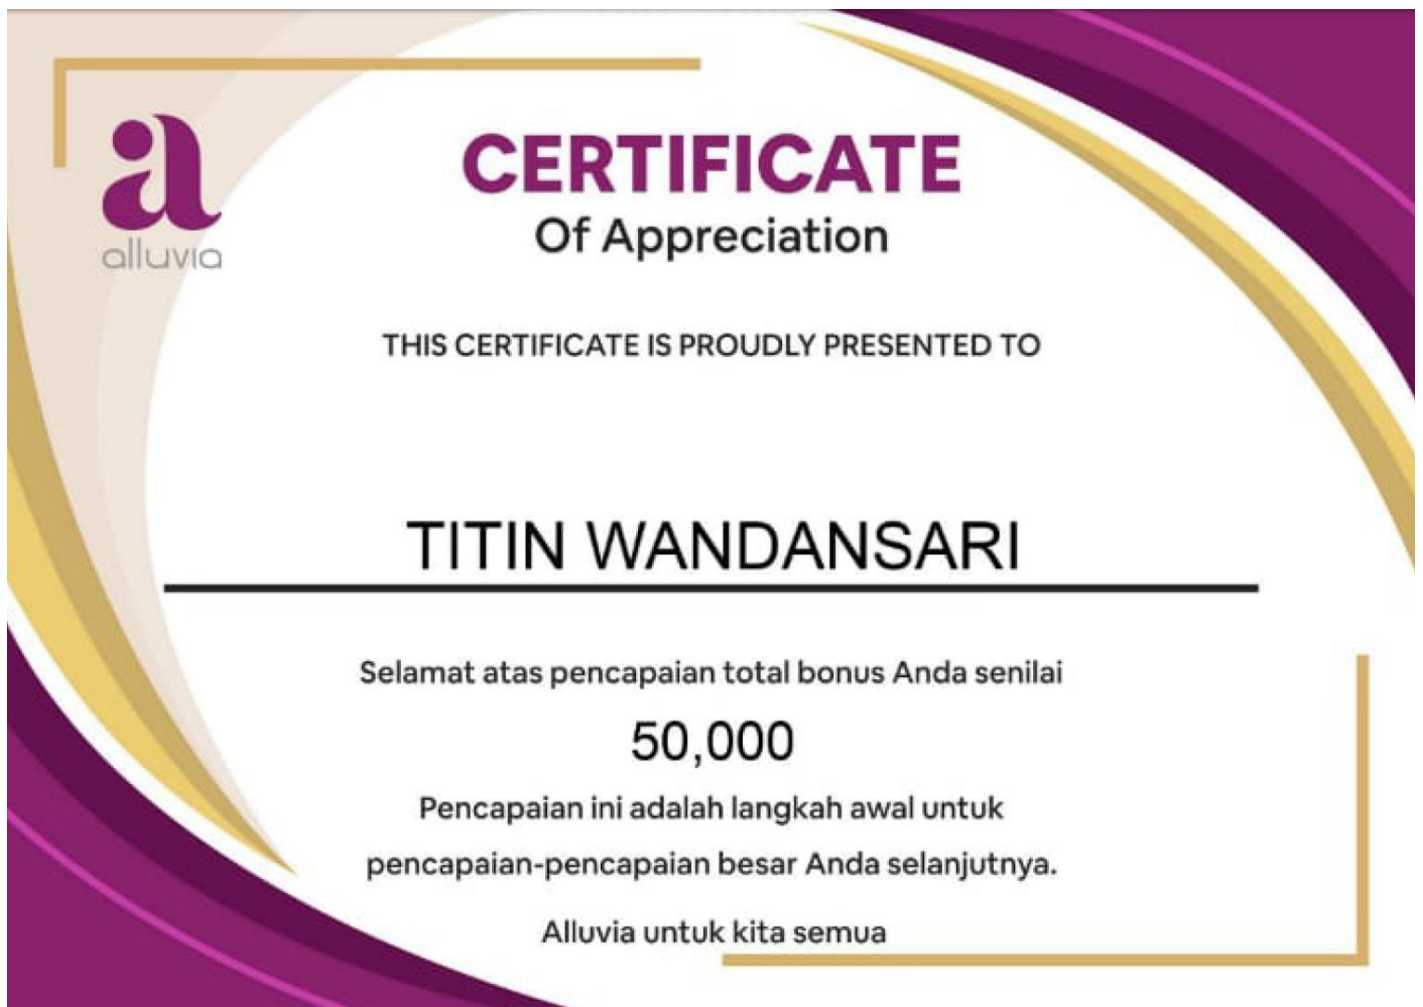 a
alluvia
CERTIFICATE
Of Appreciation
THIS CERTIFICATE IS PROUDLY PRESENTED TO
TITIN WANDANSARI
Selamat atas pencapaian total bonus Anda senilai
50,000
Pencapaian ini adalah langkah awal untuk
pencapaian-pencapaian besar Anda selanjutnya.
Alluvia untuk kita semua